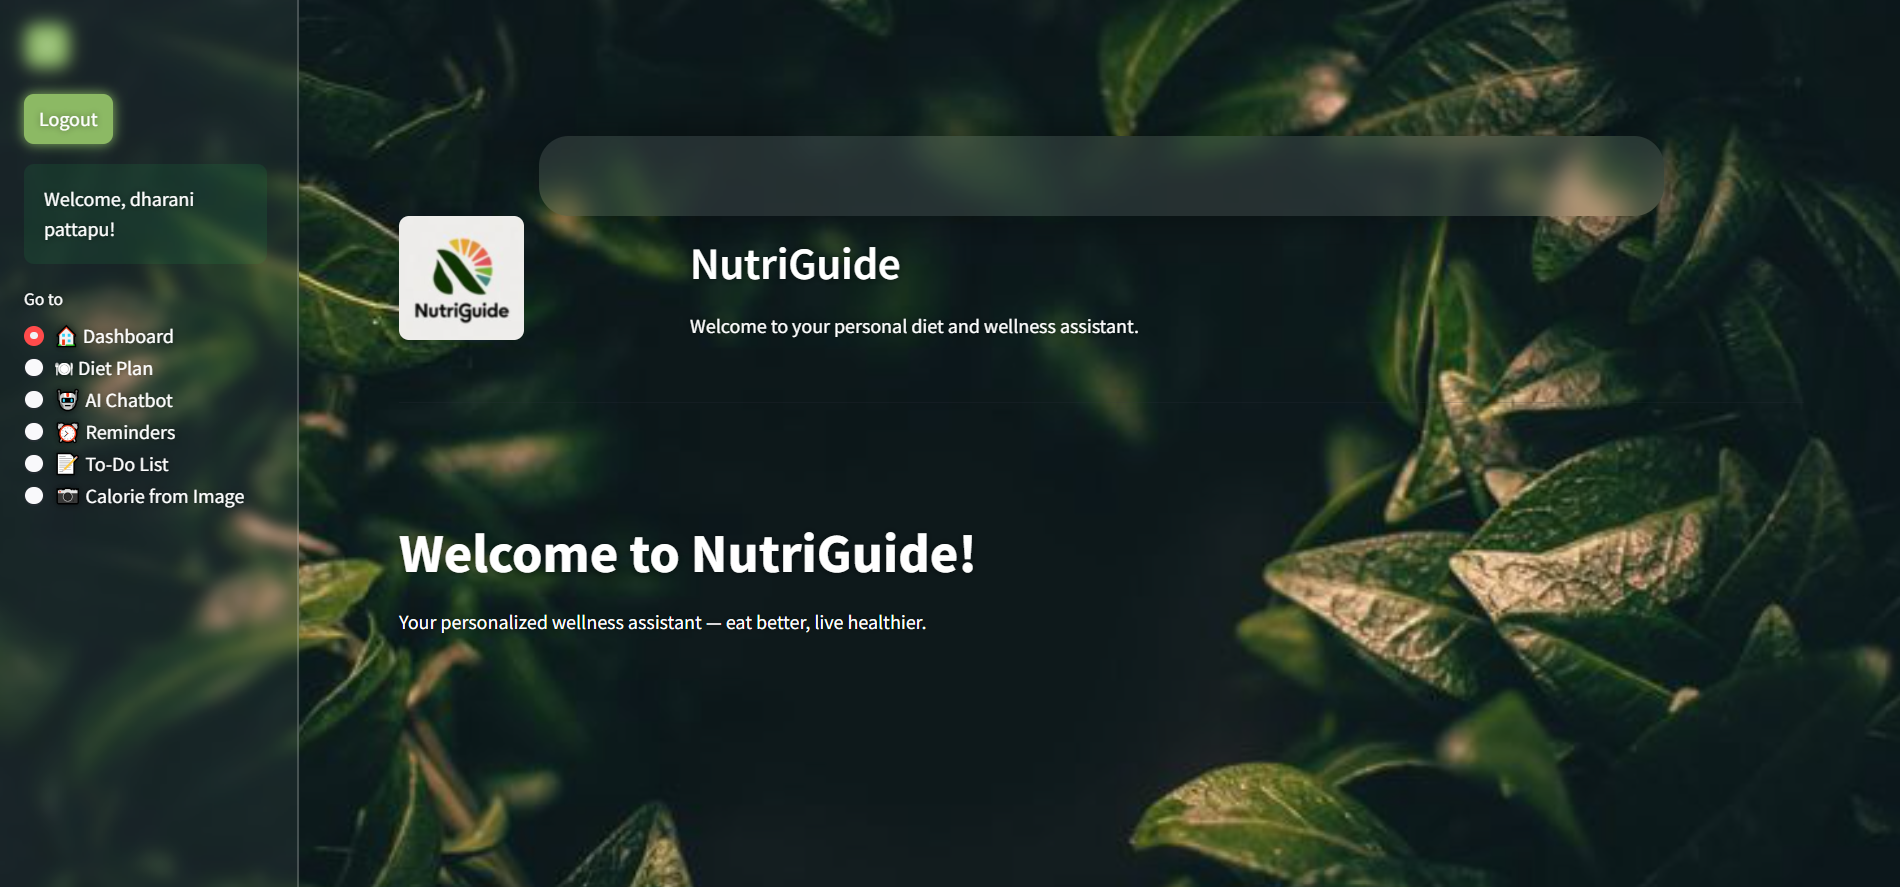 Logout
Welcome, dharani
pattapu!
Go to
🏠 Dashboard
🍽 Diet Plan
🤖 AI Chatbot
⏰ Reminders
📝 To-Do List
📷 Calorie from Image
NutriGuide
NutriGuide
Welcome to your personal diet and wellness assistant.
Welcome to NutriGuide!
Your personalized wellness assistant — eat better, live healthier.